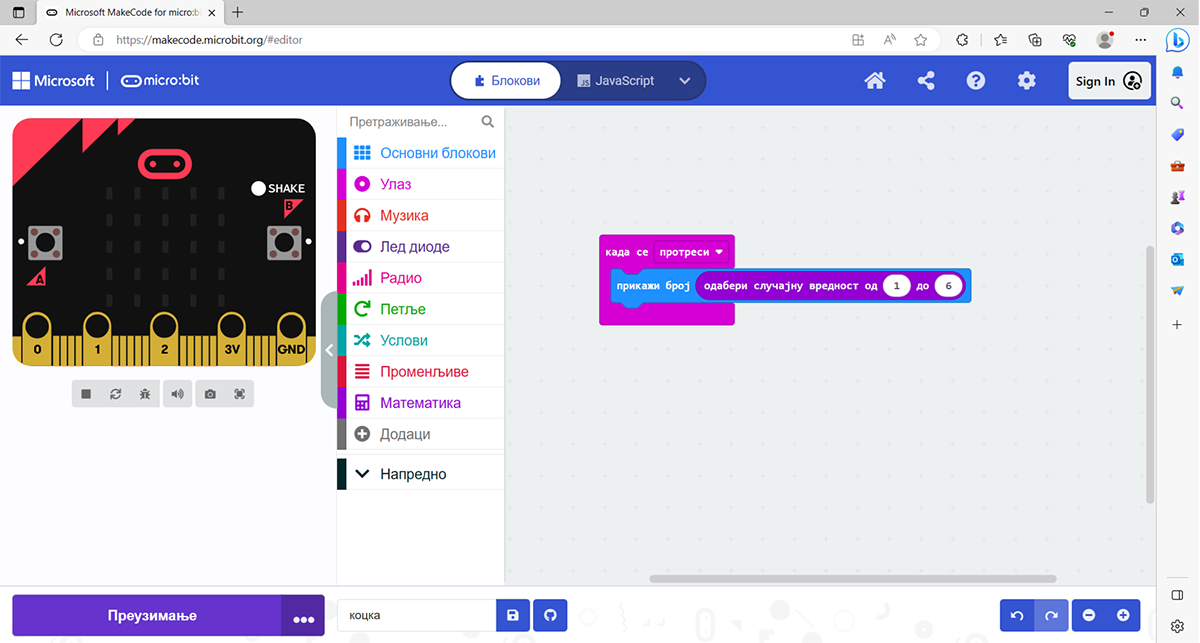 Microsoft MakeCode for micro:bi
https://makecode.microbit.org/#editor
Microsoft
micro:bit
Блокови
JS
JavaScript
Sign In
SHAKE
B
A
0
1
2
3V
GND
Претраживање...
Основни блокови
Улаз
Музика
Лед диоде
Радио
Петље
Услови
Променљиве
Математика
Додаци
Напредно
када се протреси
прикажи број одабери случајну вредност од 1 до 6
Преузимање
коцка